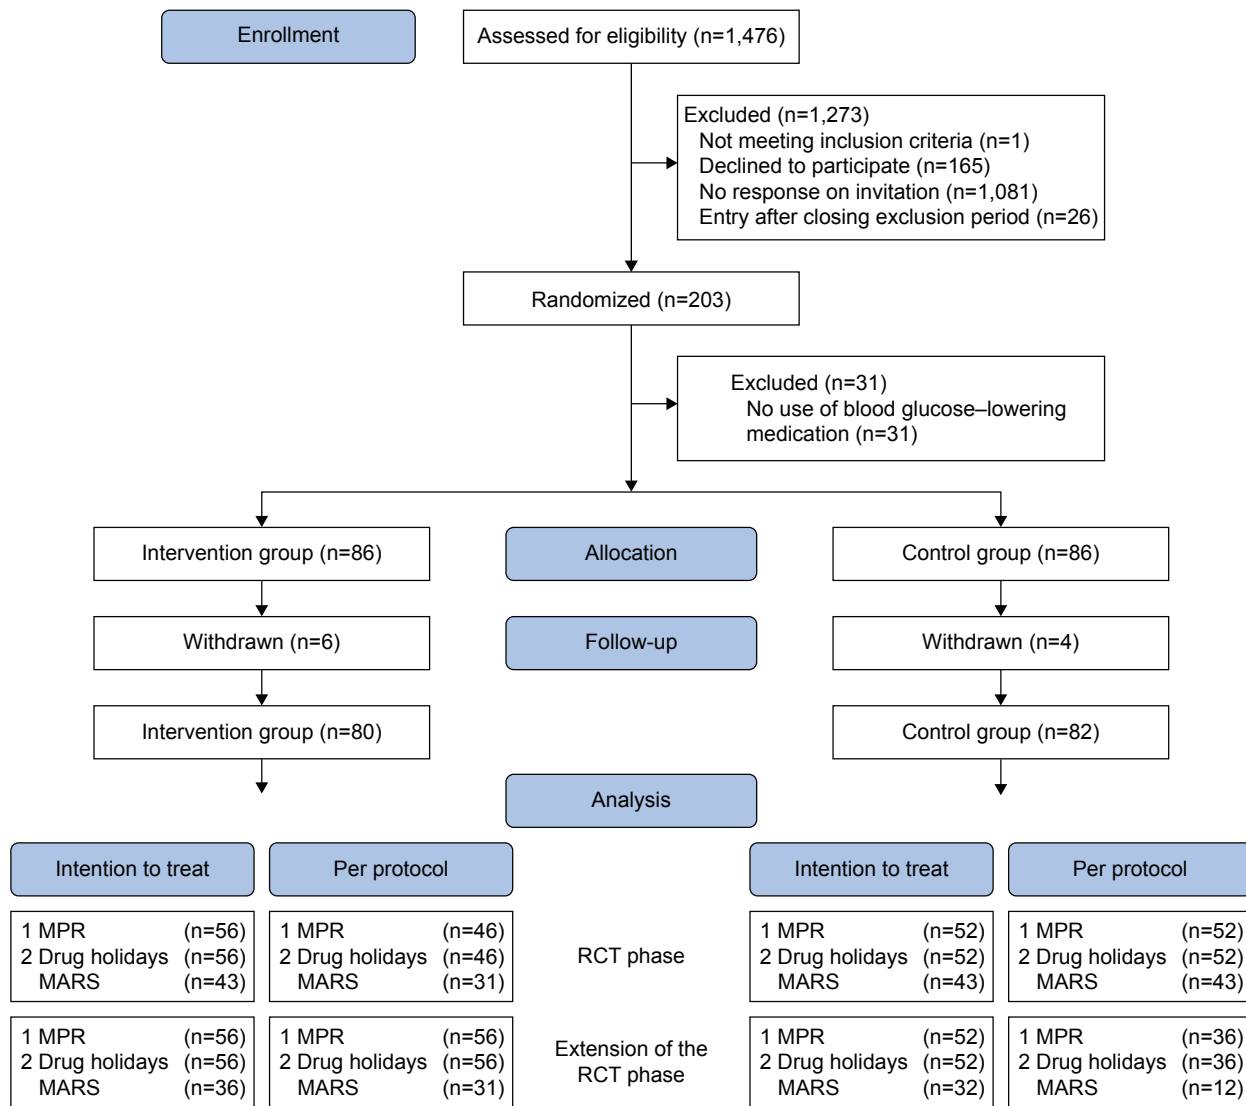 Enrollment
Assessed for eligibility (n=1,476)
Excluded (n=1,273)
Not meeting inclusion criteria (n=1)
Declined to participate (n=165)
No response on invitation (n=1,081)
Entry after closing exclusion period (n=26)
Randomized (n=203)
Excluded (n=31)
No use of blood glucose–lowering
medication (n=31)
Intervention group (n=86)
Allocation
Control group (n=86)
Withdrawn (n=6)
Follow-up
Withdrawn (n=4)
Intervention group (n=80)
Control group (n=82)
Analysis
Intention to treat
Per protocol
Intention to treat
Per protocol
1 MPR (n=56)
2 Drug holidays (n=56)
MARS (n=43)
1 MPR (n=46)
2 Drug holidays (n=46)
MARS (n=31)
RCT phase
1 MPR (n=52)
2 Drug holidays (n=52)
MARS (n=43)
1 MPR (n=52)
2 Drug holidays (n=52)
MARS (n=43)
1 MPR (n=56)
2 Drug holidays (n=56)
MARS (n=36)
1 MPR (n=56)
2 Drug holidays (n=56)
MARS (n=31)
Extension of the
RCT phase
1 MPR (n=52)
2 Drug holidays (n=52)
MARS (n=32)
1 MPR (n=36)
2 Drug holidays (n=36)
MARS (n=12)